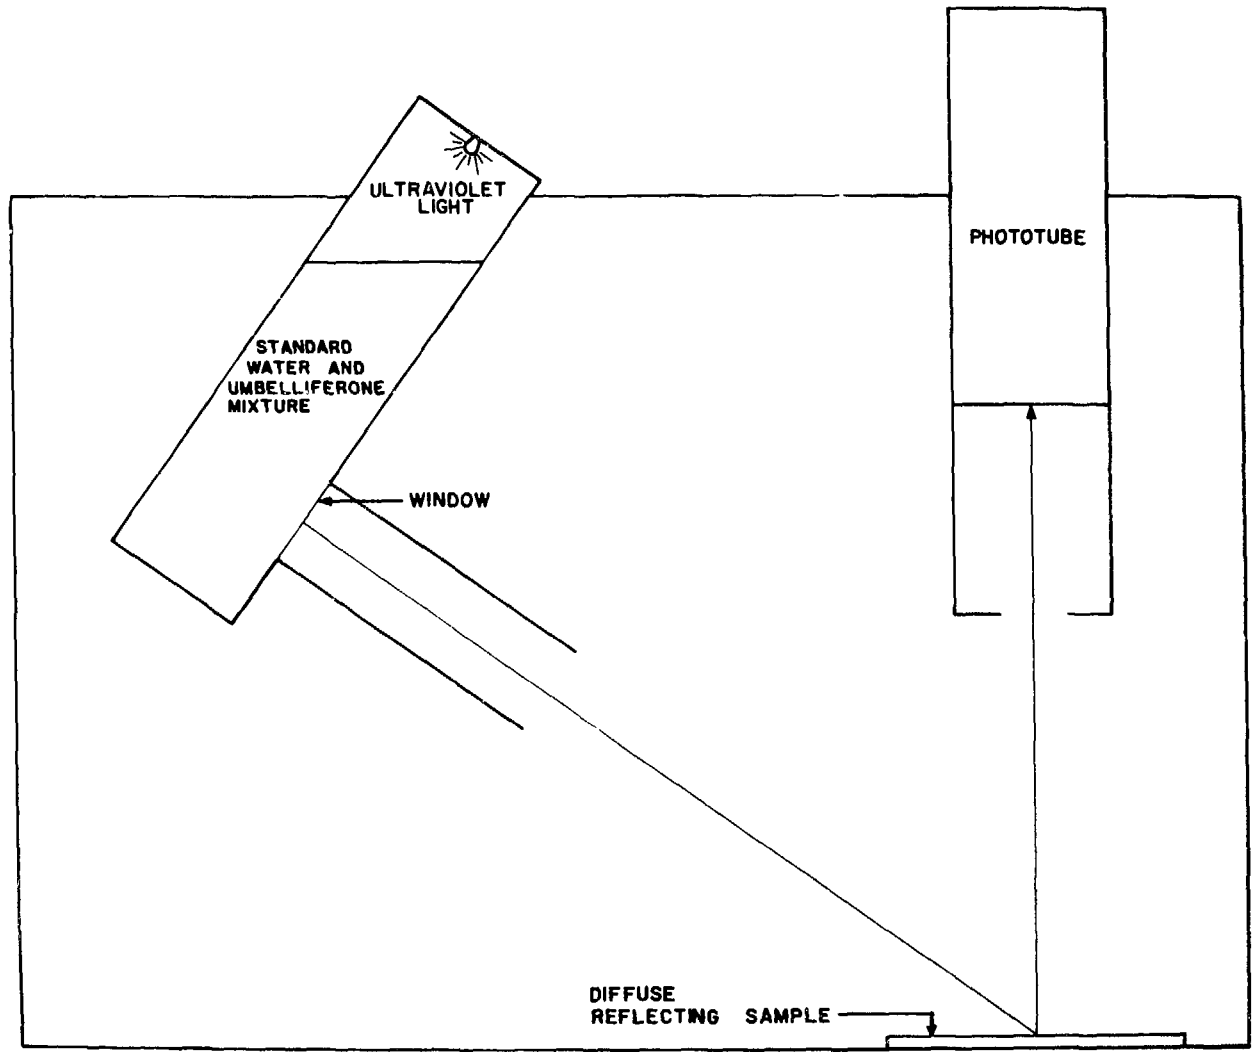 ULTRAVIOLET
LIGHT
PHOTOTUBE
STANDARD
WATER AND
UMBELLIFERONE
MIXTURE
WINDOW
DIFFUSE
REFLECTING SAMPLE